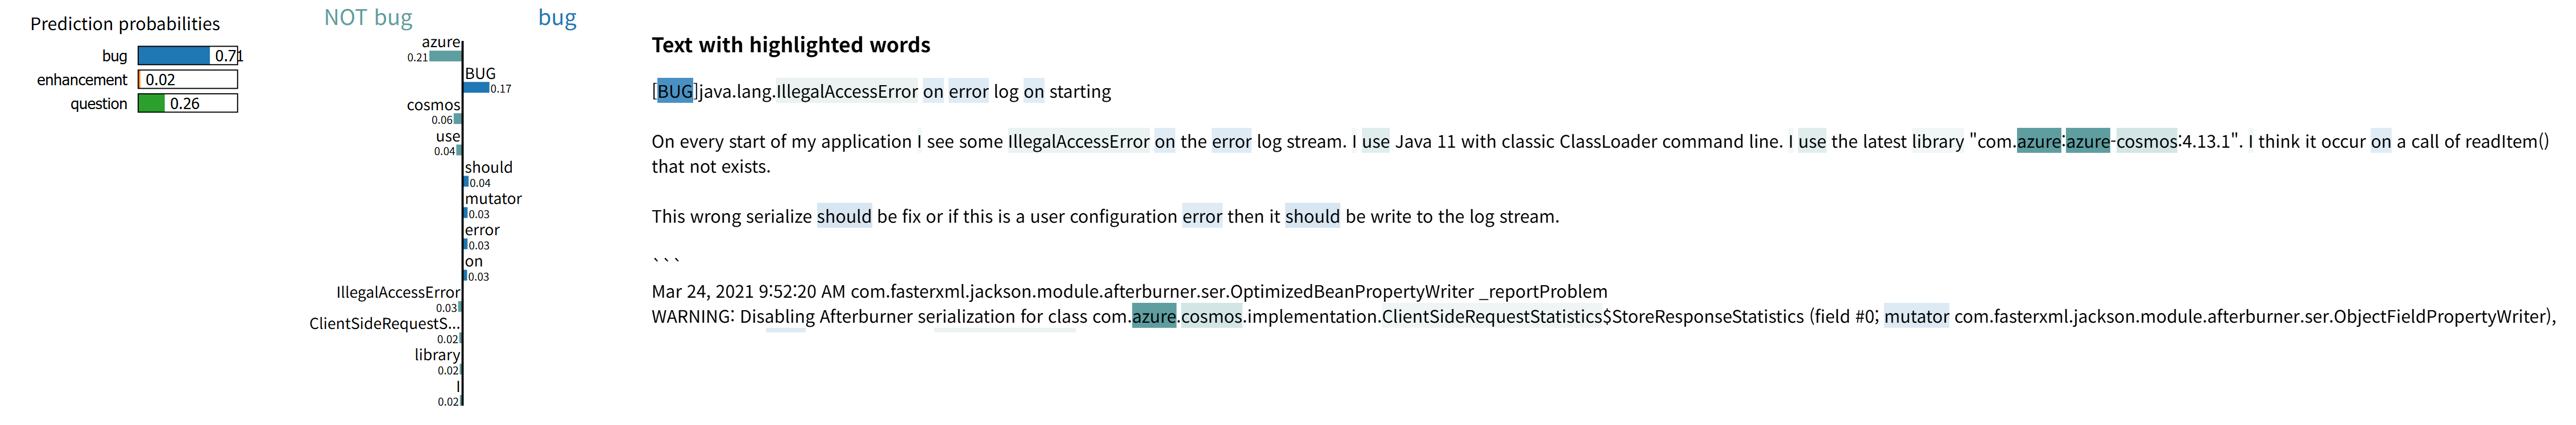 Prediction probabilities
bug 0.71
enhancement 0.02
question 0.26
NOT bug bug
azure
0.21
BUG
0.17
cosmos
0.06
use
0.04
should
0.04
mutator
0.03
error
0.03
on
0.03
IllegalAccessError
0.03
ClientSideRequestS...
0.02
library
0.02
I
0.02
Text with highlighted words
[BUG]java.lang.IllegalAccessError on error log on starting
On every start of my application I see some IllegalAccessError on the error log stream. I use Java 11 with classic ClassLoader command line. I use the latest library "com.azure:azure-cosmos:4.13.1". I think it occur on a call of readItem()
that not exists.
This wrong serialize should be fix or if this is a user configuration error then it should be write to the log stream.
```
Mar 24, 2021 9:52:20 AM com.fasterxml.jackson.module.afterburner.ser.OptimizedBeanPropertyWriter _reportProblem
WARNING: Disabling Afterburner serialization for class com.azure.cosmos.implementation.ClientSideRequestStatistics$StoreResponseStatistics (field #0; mutator com.fasterxml.jackson.module.afterburner.ser.ObjectFieldPropertyWriter),